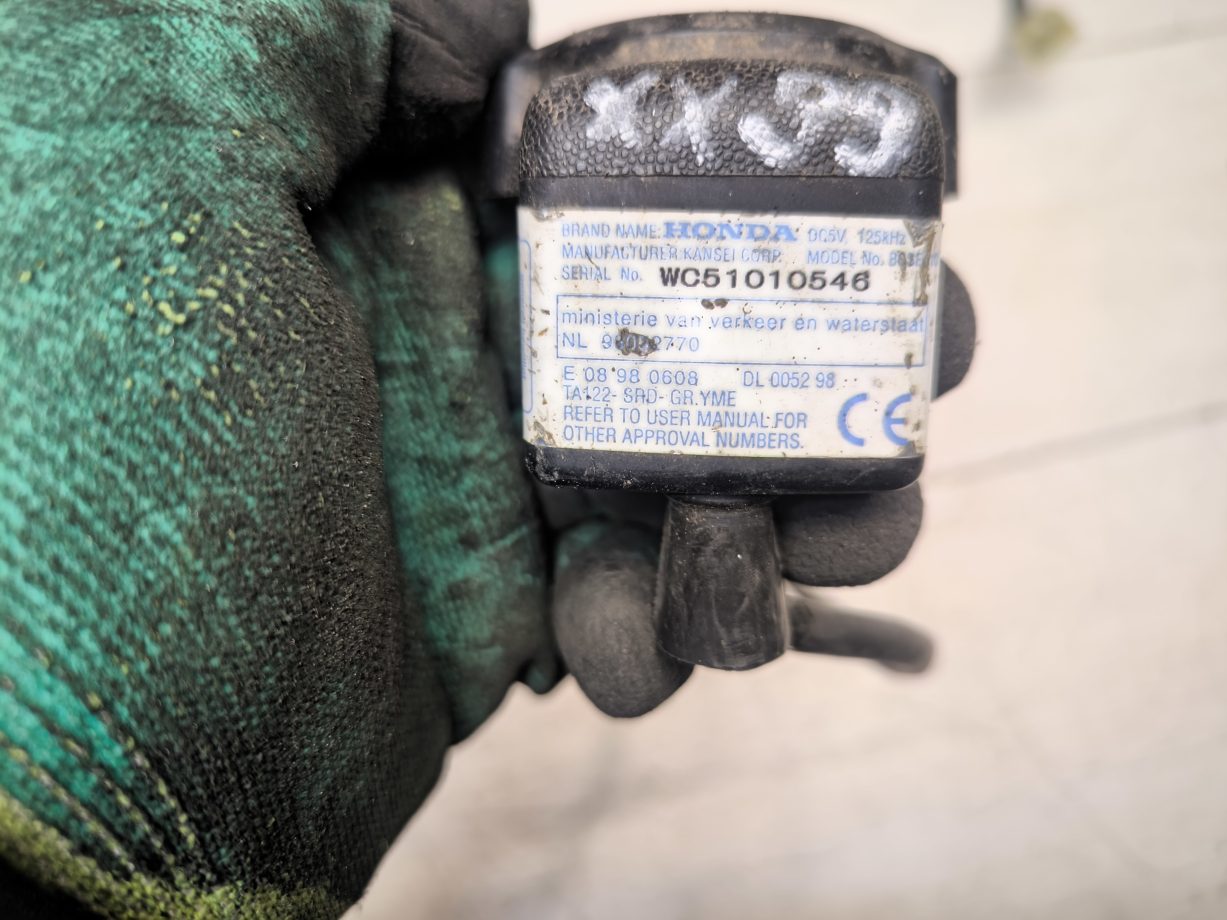 XX 99
BRAND NAME: HONDA DC5V, 125kHz
MANUFACTURER: KANSEI CORP. MODEL No.
SERIAL No. WC51010546
ministerie van verkeer en waterstaat
NL
E 08 98 0608 DL 0052 98
TA122- SRD- GR.YME
REFER TO USER MANUAL FOR
OTHER APPROVAL NUMBERS. CE